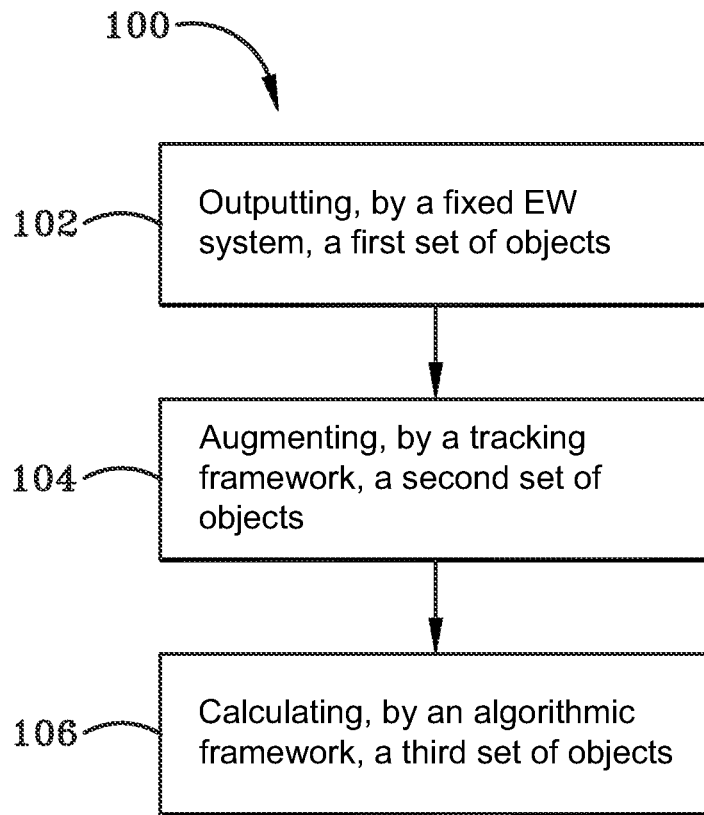 100
102
Outputting, by a fixed EW
system, a first set of objects
104
Augmenting, by a tracking
framework, a second set of
objects
106
Calculating, by an algorithmic
framework, a third set of objects